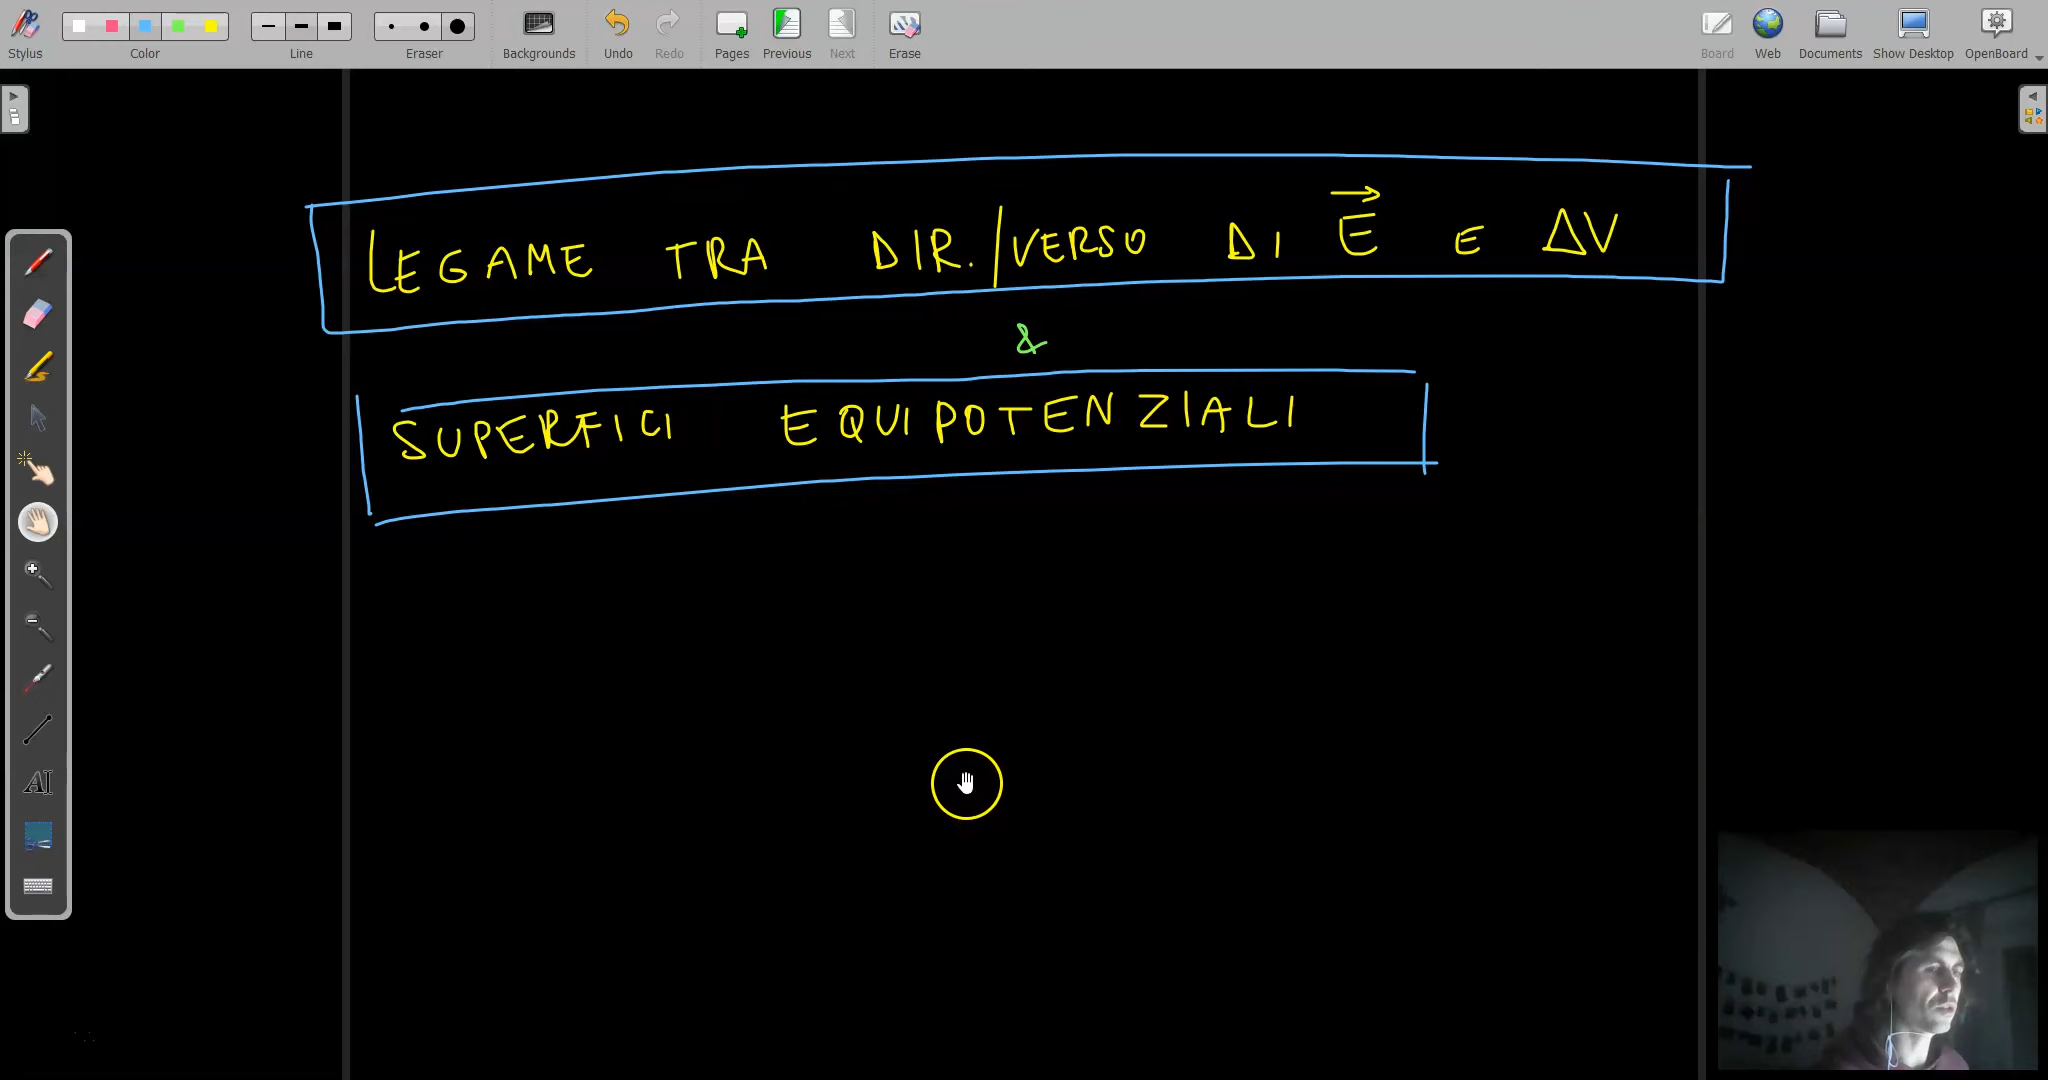 Stylus
Color
Line
Eraser
Backgrounds
Undo
Redo
Pages
Previous
Next
Erase
Board
Web
Documents
Show Desktop
OpenBoard
LEGAME TRA DIR./VERSO DI E⃗ E ΔV
&
SUPERFICI EQUIPOTENZIALI
AI